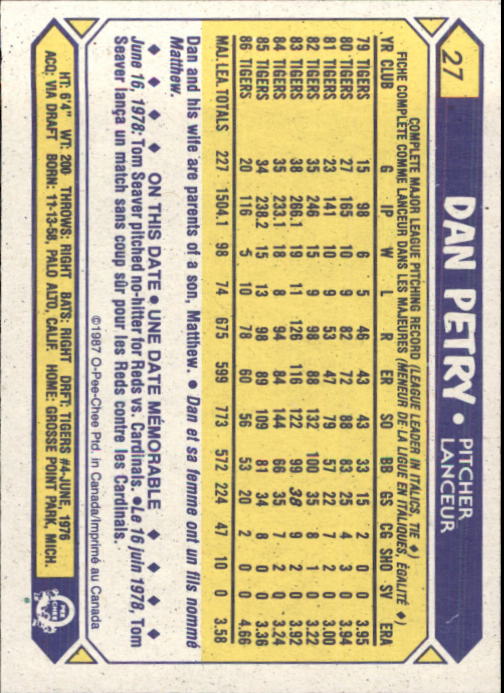 27
DAN PETRY • PITCHER
LANCEUR
COMPLETE MAJOR LEAGUE PITCHING RECORD (LEAGUE LEADER IN ITALICS, TIE ♦)
FICHE COMPLÈTE COMME LANCEUR DANS LES MAJEURES (MENEUR DE LA LIGUE EN ITALIQUES, ÉGALITÉ ♦)
YR CLUB G IP W L R ER SO BB GS CG SHO SV ERA
79 TIGERS 15 98 6 5 46 43 43 33 15 2 0 0 3.95
80 TIGERS 27 165 10 9 82 72 88 83 25 4 3 0 3.94
81 TIGERS 23 141 10 9 53 47 79 57 22 7 2 0 3.00
82 TIGERS 35 246 15 9 98 88 132 100 35 8 1 0 3.22
83 TIGERS 38 266.1 19 11 126 116 122 99 38 9 2 0 3.92
84 TIGERS 35 233.1 18 8 94 84 144 66 35 7 2 0 3.24
85 TIGERS 34 238.2 15 13 98 89 109 81 34 8 0 0 3.36
86 TIGERS 20 116 5 10 78 60 56 53 20 2 0 0 4.66
MAJ. LEA. TOTALS 227 1504.1 98 74 675 599 773 572 224 47 10 0 3.58
Dan and his wife are parents of a son, Matthew. • Dan et sa femme ont un fils nommé
Matthew.
♦ ♦ ♦ ON THIS DATE • UNE DATE MÉMORABLE ♦ ♦ ♦
June 16, 1978: Tom Seaver pitched no-hitter for Reds vs. Cardinals. • Le 16 juin 1978, Tom
Seaver lança un match sans coup sûr pour les Reds contre les Cardinals.
©1987 O-Pee-Chee Ptd. in Canada/Imprimé au Canada
HT: 6'4" WT: 200 THROWS: RIGHT BATS: RIGHT DRFT: TIGERS #4-JUNE, 1976
ACQ: VIA DRAFT BORN: 11-13-58, PALO ALTO, CALIF. HOME: GROSSE POINT PARK, MICH.
O PEE CHEE